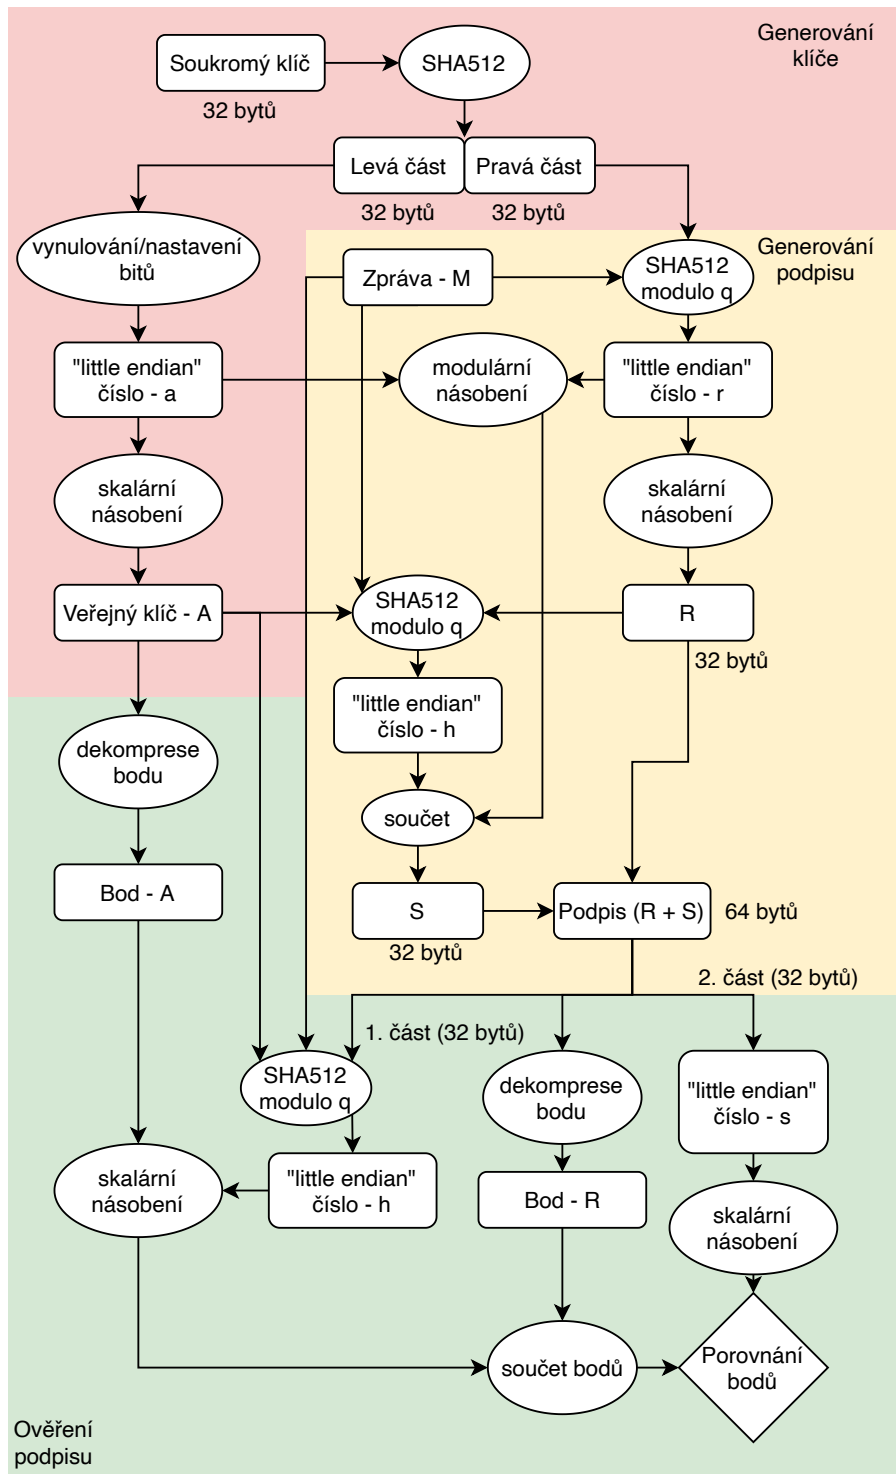 Generování
klíče
Soukromý klíč
SHA512
32 bytů
Levá část
Pravá část
32 bytů
32 bytů
vynulování/nastavení
bitů
Generování
podpisu
Zpráva - M
SHA512
modulo q
"little endian"
číslo - a
modulární
násobení
"little endian"
číslo - r
skalární
násobení
skalární
násobení
Veřejný klíč - A
SHA512
modulo q
R
32 bytů
"little endian"
číslo - h
dekomprese
bodu
součet
Bod - A
S
Podpis (R + S)
64 bytů
32 bytů
2. část (32 bytů)
1. část (32 bytů)
SHA512
modulo q
dekomprese
bodu
"little endian"
číslo - s
skalární
násobení
"little endian"
číslo - h
Bod - R
skalární
násobení
součet bodů
Porovnání
bodů
Ověření
podpisu